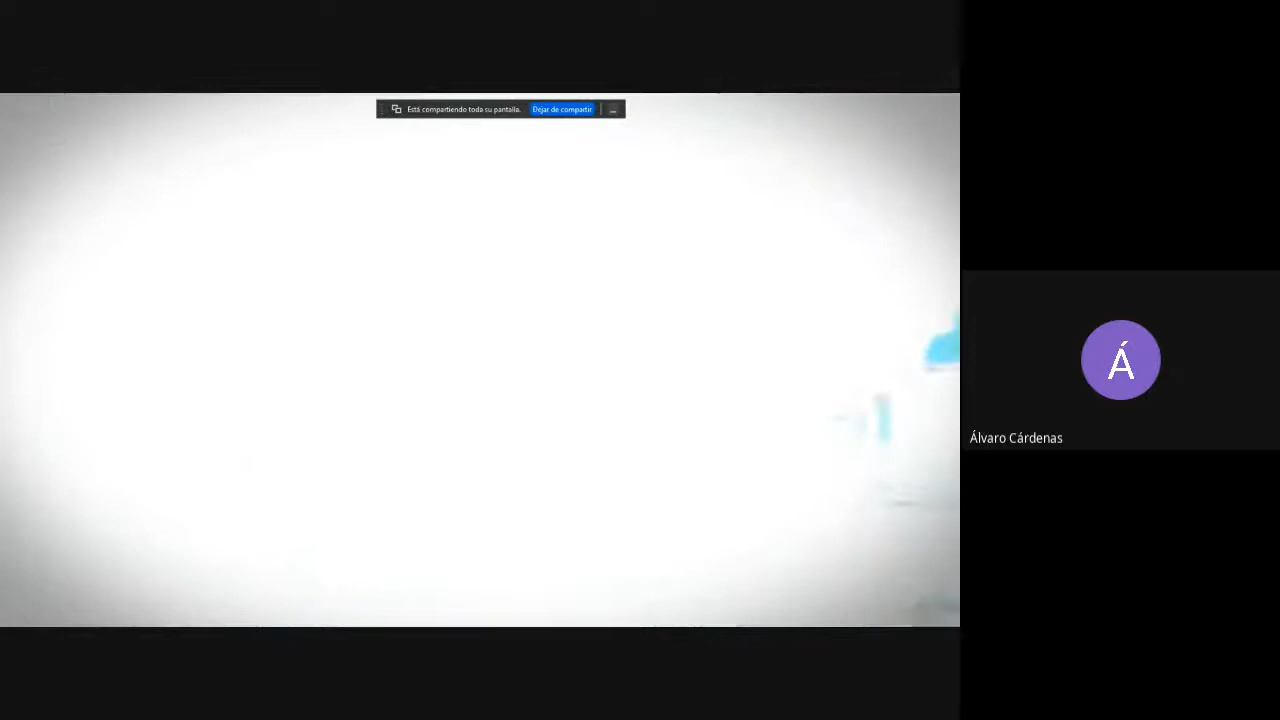 Está compartiendo toda su pantalla. Dejar de compartir
Á
Álvaro Cárdenas